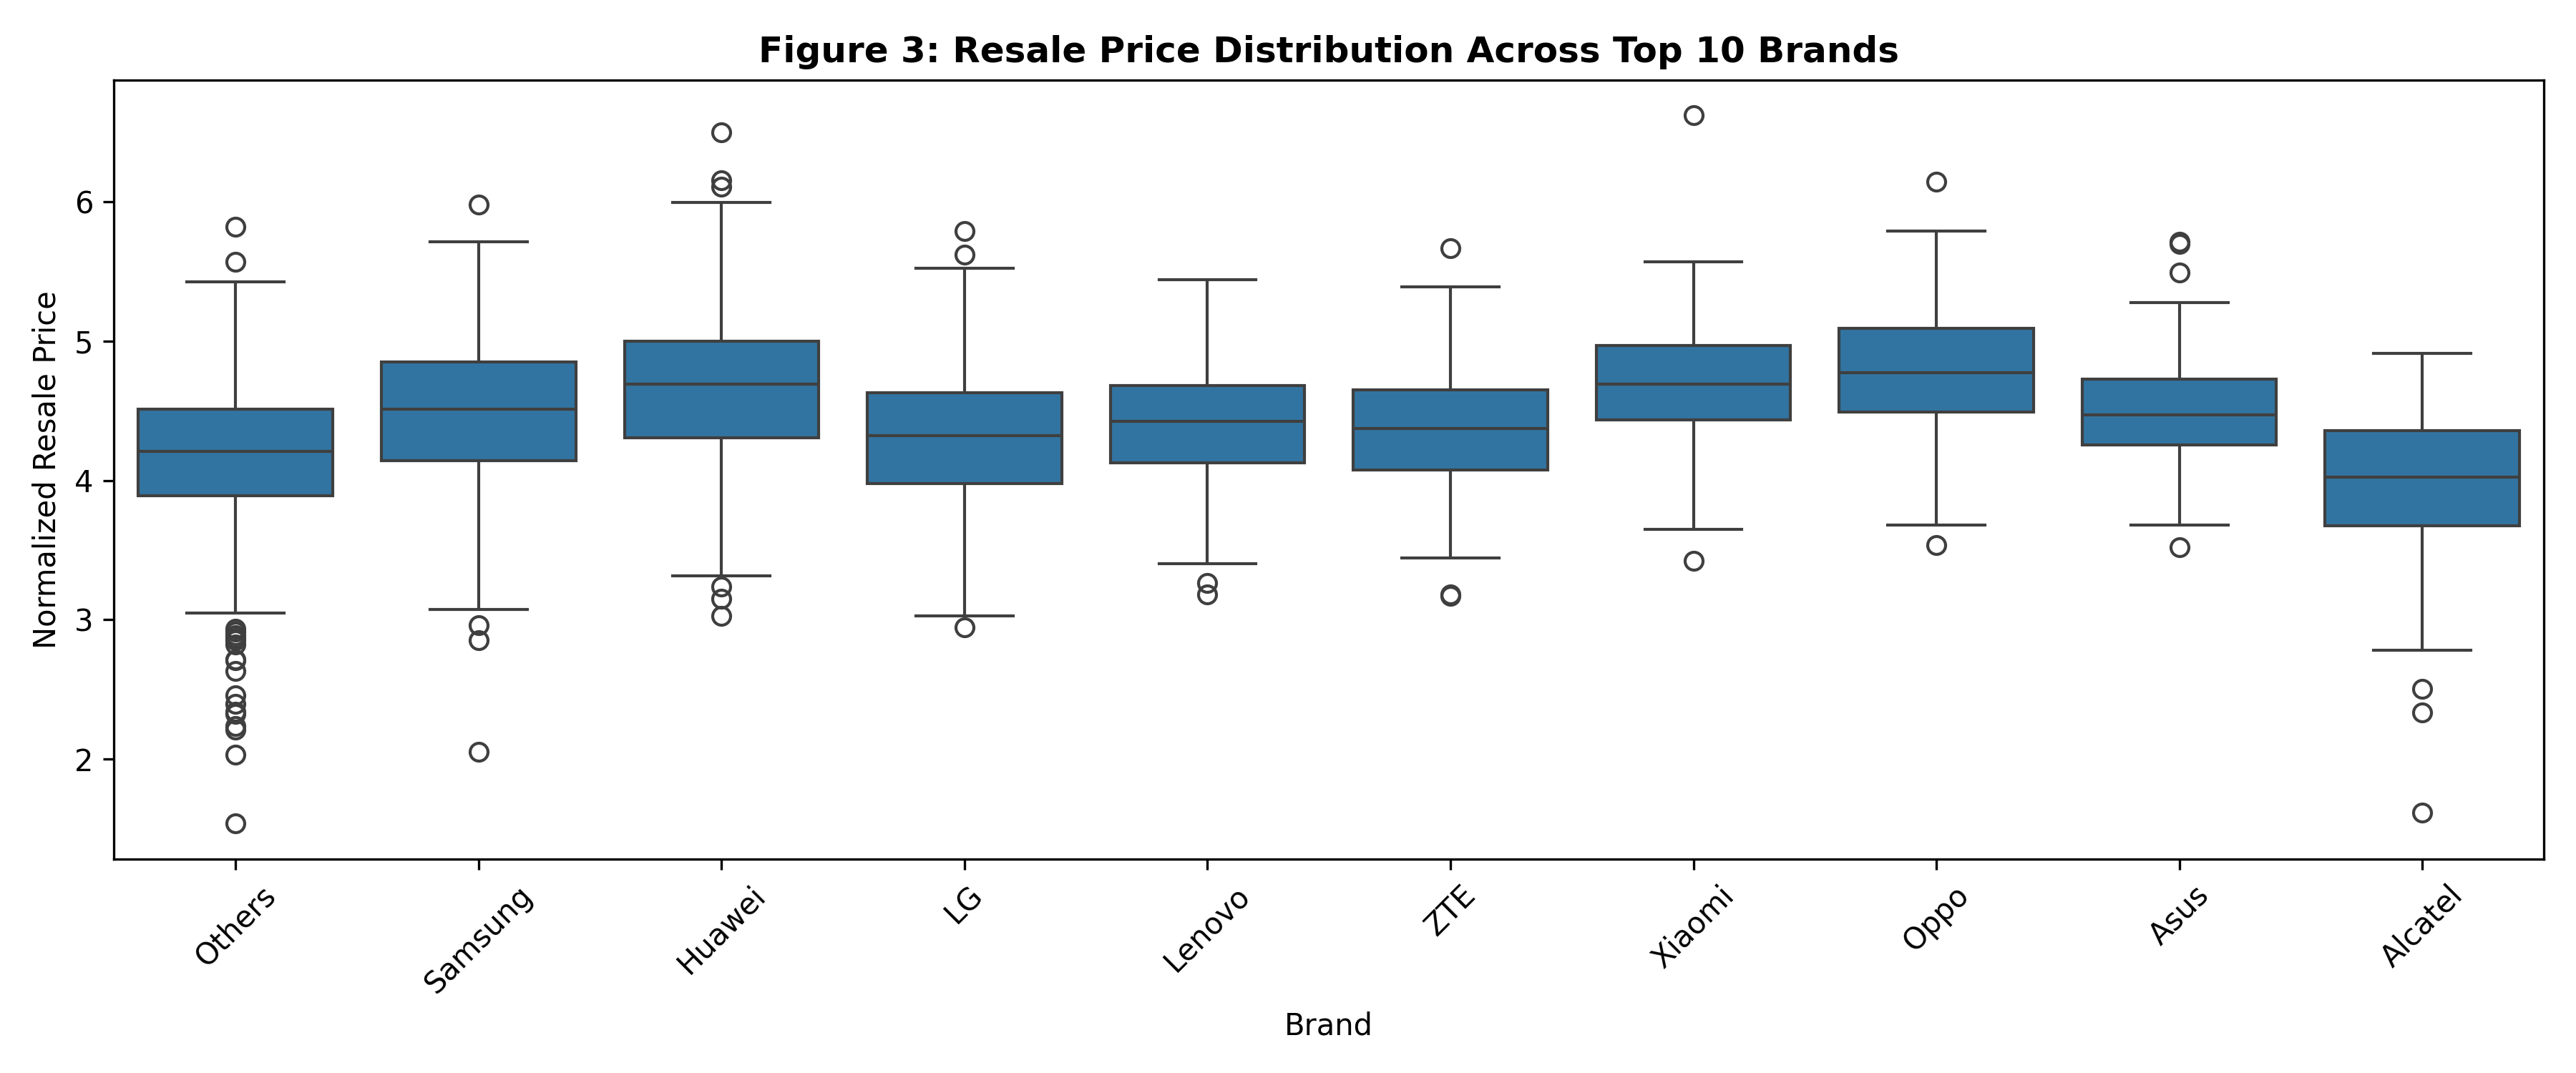 Figure 3: Resale Price Distribution Across Top 10 Brands
Normalized Resale Price
6
5
4
3
2
Others
Samsung
Huawei
LG
Lenovo
ZTE
Xiaomi
Oppo
Asus
Alcatel
Brand